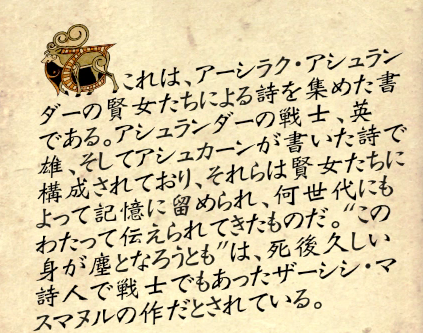 これは、アーシラク・アシュラン
ダーの賢女たちによる詩を集めた書
である。アシュランダーの戦士、英
雄、そしてアシュカーンが書いた詩で
構成されており、それらは賢女たちに
よって記憶に留められ、何世代にも
わたって伝えられてきたものだ。“この
身が塵となろうとも”は、死後久しい
詩人で戦士でもあったザーシシ・マ
スマヌルの作だとされている。